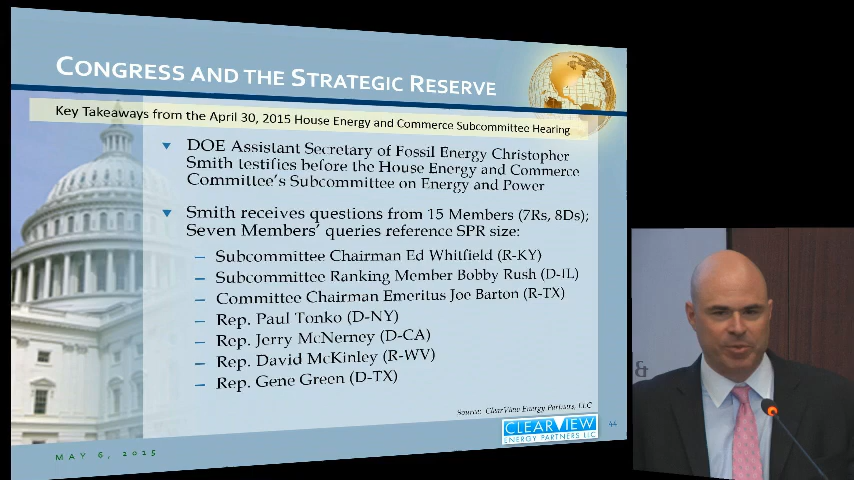 CONGRESS AND THE STRATEGIC RESERVE
Key Takeaways from the April 30, 2015 House Energy and Commerce Subcommittee Hearing
DOE Assistant Secretary of Fossil Energy Christopher
Smith testifies before the House Energy and Commerce
Committee's Subcommittee on Energy and Power
Smith receives questions from 15 Members (7Rs, 8Ds);
Seven Members' queries reference SPR size:
– Subcommittee Chairman Ed Whitfield (R-KY)
– Subcommittee Ranking Member Bobby Rush (D-IL)
– Committee Chairman Emeritus Joe Barton (R-TX)
– Rep. Paul Tonko (D-NY)
– Rep. Jerry McNerney (D-CA)
– Rep. David McKinley (R-WV)
– Rep. Gene Green (D-TX)
Source: ClearView Energy Partners, LLC
CLEARVIEW
ENERGY PARTNERS LLC
44
MAY 6, 2015
&